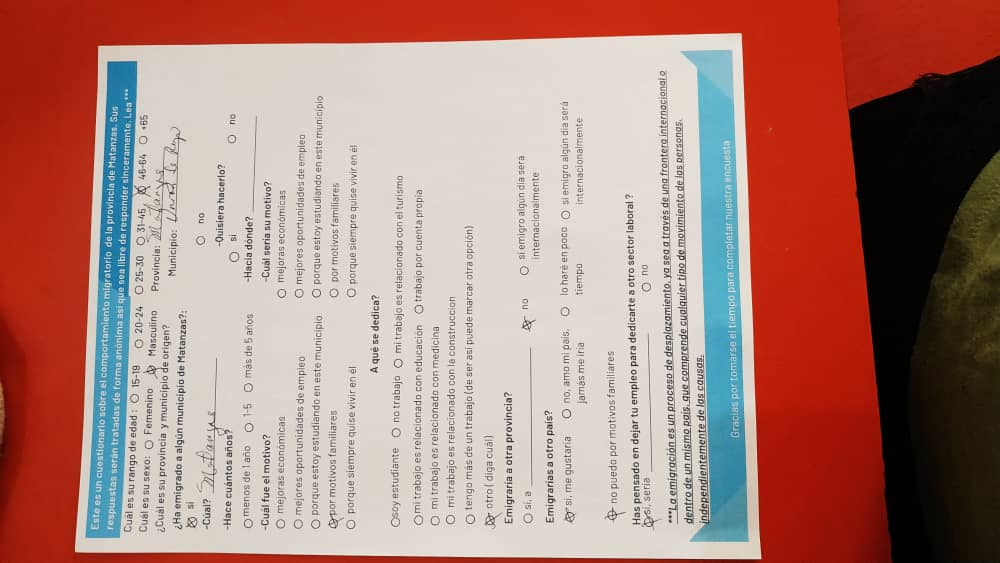 Este es un cuestionario sobre el comportamiento migratorio de la provincia de Matanzas. Sus
respuestas serán tratadas de forma anónima así que sea libre de responder sinceramente. Lea ***
Cuál es su rango de edad: 15-19 20-24 25-30 31-45 46-64 +65
Cuál es su sexo: Femenino Masculino
¿Cuál es su provincia y municipio de origen? Provincia: Matanzas
Municipio: Unión de Reyes
¿Ha emigrado a algún municipio de Matanzas?:
si no
-Cúal? Matanzas
-Hace cuántos años?
menos de 1 año 1-5 más de 5 años
-Cuál fue el motivo?
mejoras económicas
mejores oportunidades de empleo
porque estoy estudiando en este municipio
por motivos familiares
porque siempre quise vivir en él
-Quisiera hacerlo?
si no
-Hacia dónde?
-Cuál sería su motivo?
mejoras económicas
mejores oportunidades de empleo
porque estoy estudiando en este municipio
por motivos familiares
porque siempre quise vivir en él
A qué se dedica?
soy estudiante no trabajo mi trabajo es relacionado con el turismo
mi trabajo es relacionado con educación trabajo por cuenta propia
mi trabajo es relacionado con medicina
mi trabajo es relacionado con la construccion
tengo más de un trabajo (de ser así puede marcar otra opción)
otro ( diga cuál)
Emigraría a otra provincia?
si, a no si emigro algún día será
internacionalmente
Emigrarías a otro país?
si, me gustaría no, amo mi país, lo haré en poco si emigro algún día será
jamás me iría tiempo internacionalmente
no puedo por motivos familiares
Has pensado en dejar tu empleo para dedicarte a otro sector laboral ?
si, sería no
***La emigración es un proceso de desplazamiento, ya sea a través de una frontera internacional o
dentro de un mismo país, que comprende cualquier tipo de movimiento de las personas,
independientemente de las causas.
Gracias por tomarse el tiempo para completar nuestra encuesta